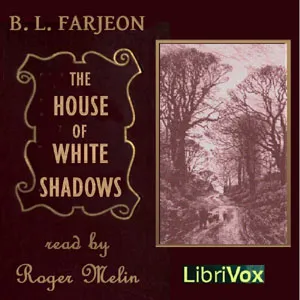 B. L. FARJEON
THE
HOUSE
OF
WHITE
SHADOWS
read by
Roger Melin
LibriVox